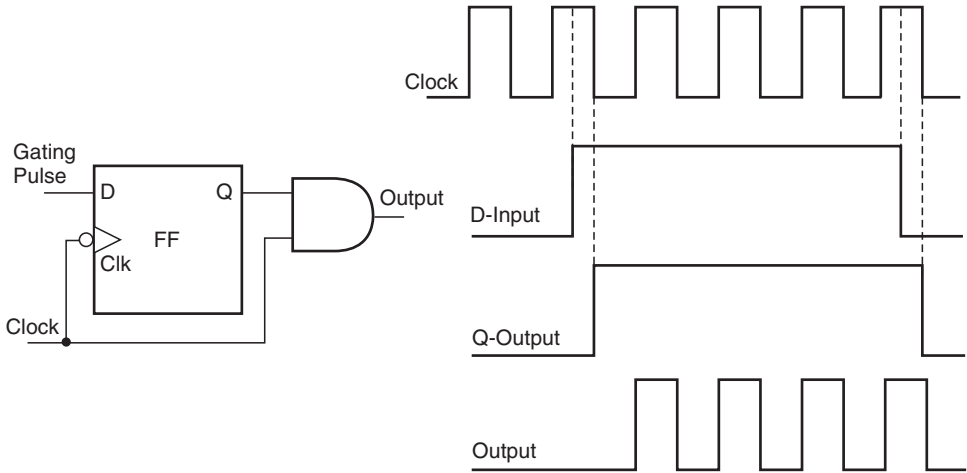 Gating
Pulse
D
Q
FF
Clk
Clock
Output
Clock
D-Input
Q-Output
Output